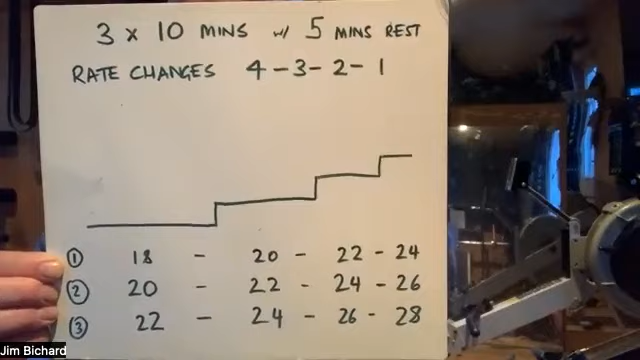 3 x 10 MINS w/ 5 MINS REST
RATE CHANGES 4-3-2-1
① 18 - 20 - 22 - 24
② 20 - 22 - 24 - 26
③ 22 - 24 - 26 - 28
Jim Bichard